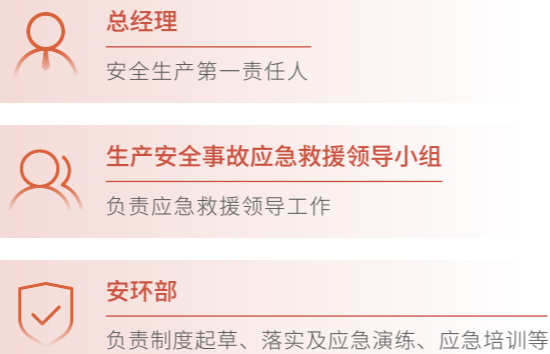 总经理
安全生产第一责任人
生产安全事故应急救援领导小组
负责应急救援领导工作
安环部
负责制度起草、落实及应急演练、应急培训等